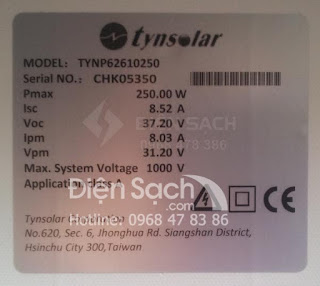 tynsolar
MODEL: TYNP62610250
Serial NO.: CHK05350
Pmax 250.00 W
Isc 8.52 A
Voc 37.20 V
Ipm 8.03 A
Vpm 31.20 V
Max. System Voltage 1000 V
Application class A
Điện Sạch
.com
Hotline: 0968 47 83 86
Tynsolar Corporation
No.620, Sec. 6, Jhonghua Rd. Siangshan District,
Hsinchu City 300,Taiwan